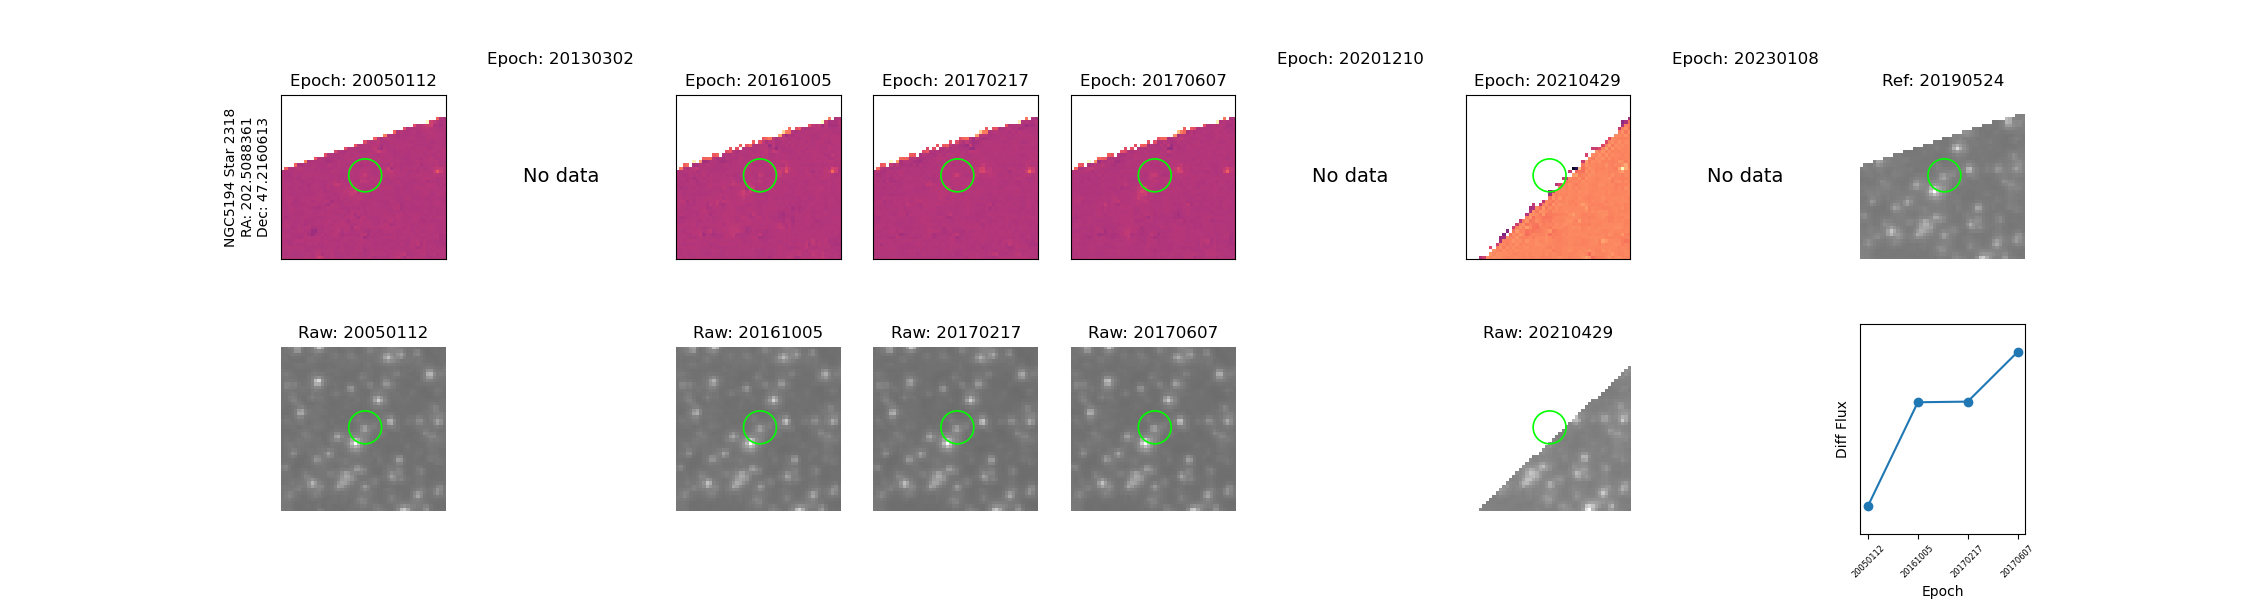 Epoch: 20130302
Epoch: 20201210
Epoch: 20230108
Epoch: 20050112
Epoch: 20161005
Epoch: 20170217
Epoch: 20170607
Epoch: 20210429
Ref: 20190524
NGC5194 Star 2318
RA: 202.5088361
Dec: 47.2160613
No data
No data
No data
Raw: 20050112
Raw: 20161005
Raw: 20170217
Raw: 20170607
Raw: 20210429
Diff Flux
20050112
20161005
20170217
20170607
Epoch